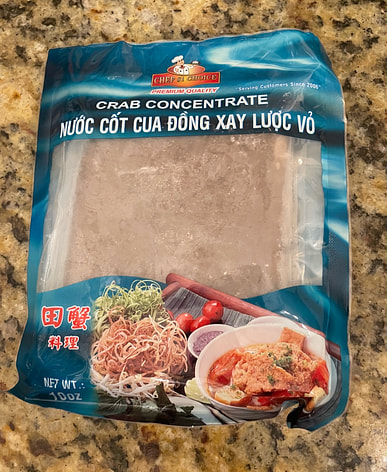 CHEF'S CHOICE
PREMIUM QUALITY
Serving Customers Since 2006
CRAB CONCENTRATE
NƯỚC CỐT CUA ĐỒNG XAY LƯỢC VỎ
田蟹
料理
NET WT.:
10oz